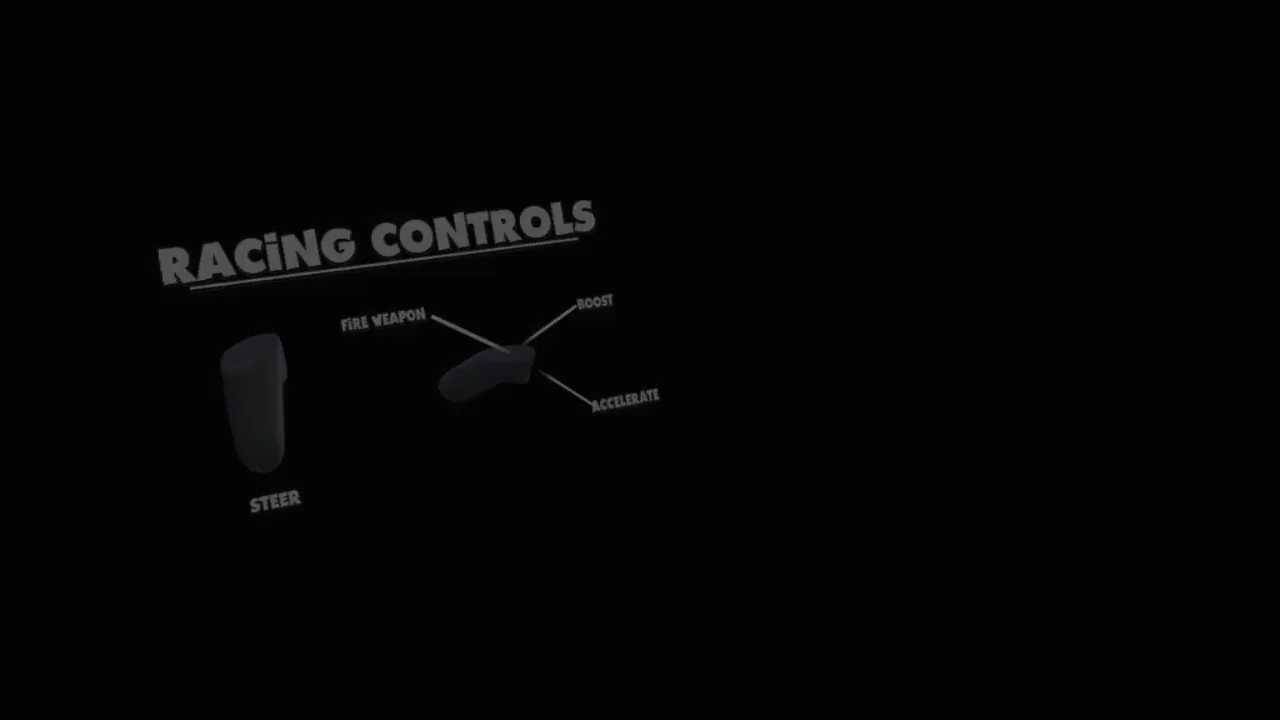 RACiNG CONTROLS
FiRE WEAPON
BOOST
ACCELERATE
STEER